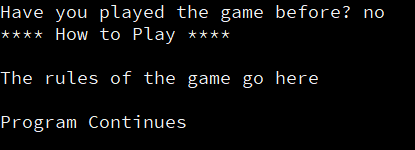 Have you played the game before? no
**** How to Play ****
The rules of the game go here
Program Continues